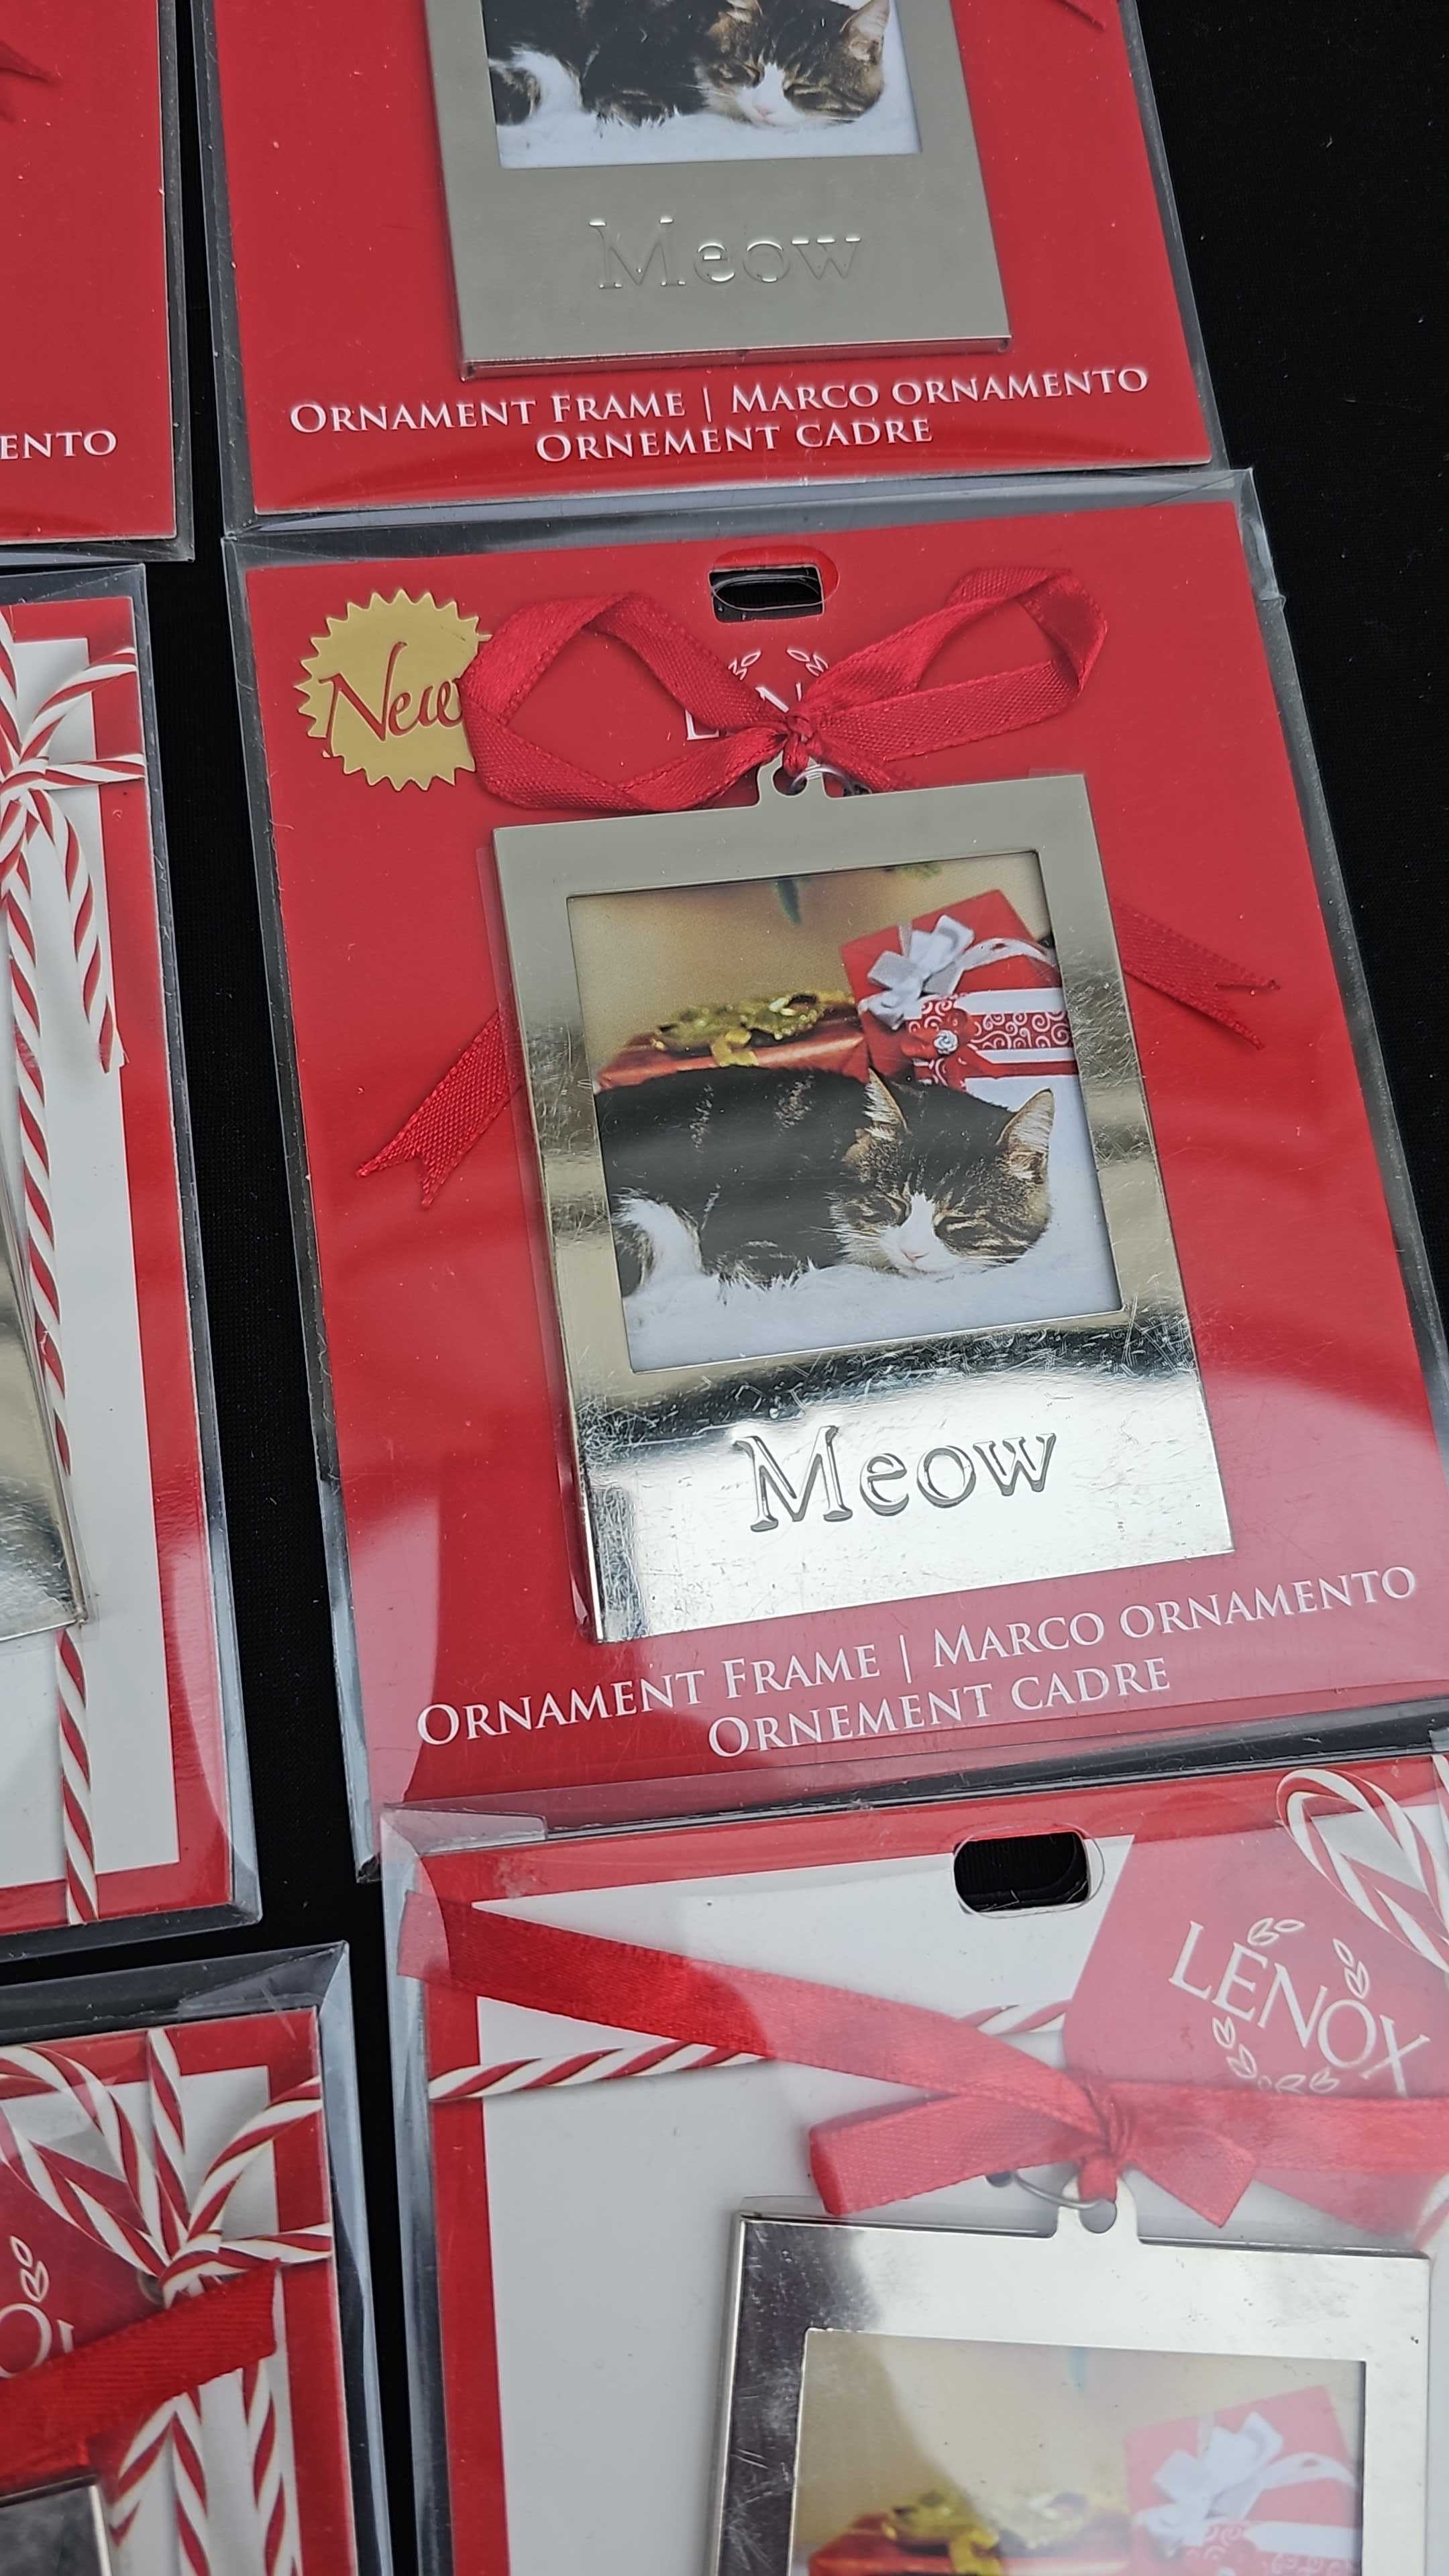 Meow
ORNAMENT FRAME | MARCO ORNAMENTO
ORNEMENT CADRE
ENTO
New
Meow
ORNAMENT FRAME | MARCO ORNAMENTO
ORNEMENT CADRE
LENOX